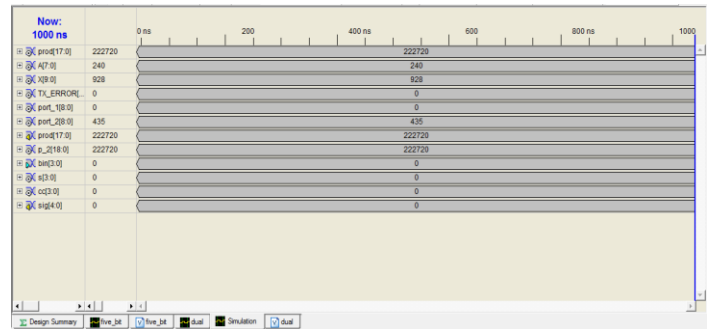 Now:
1000 ns
0 ns 200 400 ns 600 800 ns 1000
prod[17:0] 222720 222720
A[7:0] 240 240
X[9:0] 928 928
TX_ERROR[... 0 0
port_1[8:0] 0 0
port_2[8:0] 435 435
prod[17:0] 222720 222720
p_2[18:0] 222720 222720
bin[3:0] 0 0
s[3:0] 0 0
cc[3:0] 0 0
sig[4:0] 0 0
Design Summary five_bt five_bt dual Simulation dual